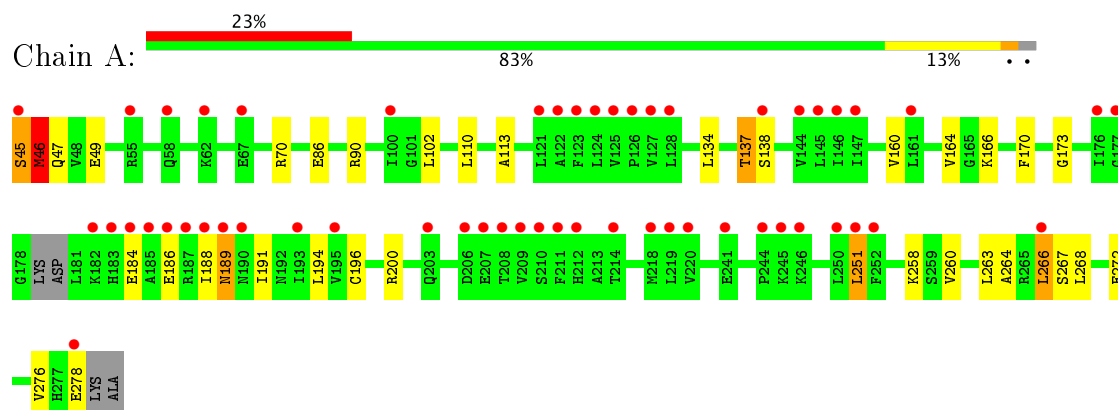 23%
Chain A:
83%
13%
• •
S45 M46 Q47 V48 E49 R55 Q58 K62 E67 R70 E86 R90 I100 G101 L102 L110 A113 L121 A122 F123 L124 V125 P126 V127 L128 L134 T137 S138 V144 L145 I146 I147 V160 L161 V164 G165 K166 F170 G173 I176 G177
G178 LYS ASP L181 K182 H183 E184 A185 E186 R187 I188 N189 N190 I191 N192 I193 L194 V195 C196 R200 Q203 D206 E207 T208 V209 S210 F211 H212 A213 T214 M218 L219 V220 E241 P244 K245 K246 L250 L251 F252 K258 S259 V260 L263 A264 R265 L266 S267 L268
V276 H277 E278 LYS ALA